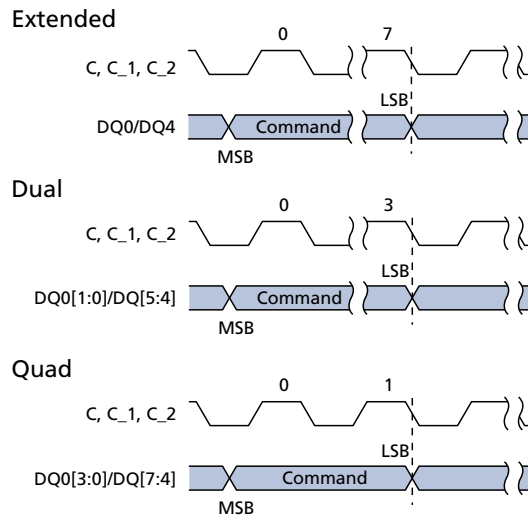 Extended
0 7
C, C_1, C_2
LSB
DQ0/DQ4 Command
MSB
Dual
0 3
C, C_1, C_2
LSB
DQ0[1:0]/DQ[5:4] Command
MSB
Quad
0 1
C, C_1, C_2
LSB
DQ0[3:0]/DQ[7:4] Command
MSB